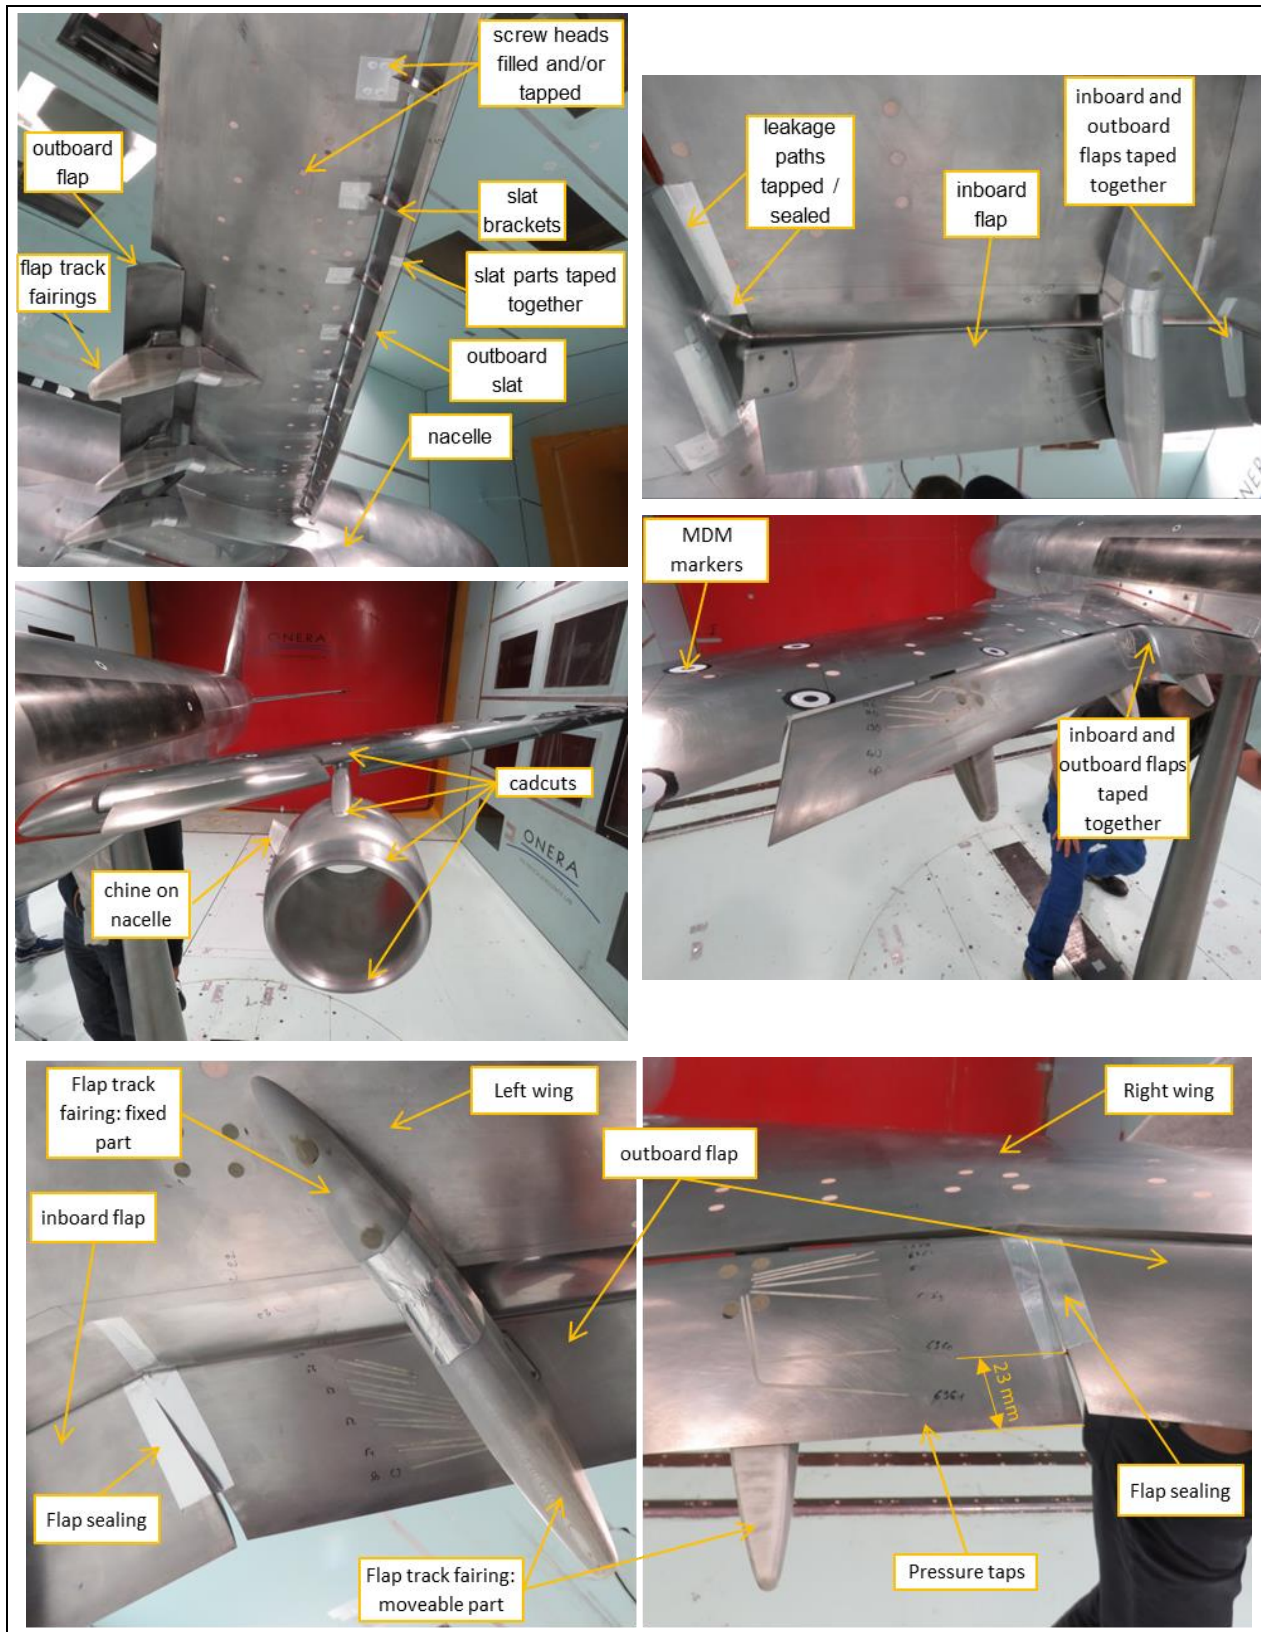 screw heads
filled and/or
tapped
outboard
flap
slat
brackets
flap track
fairings
slat parts taped
together
outboard
slat
nacelle
leakage
paths
tapped /
sealed
inboard
flap
inboard and
outboard
flaps taped
together
ONERA
cadcuts
ONERA
chine on
nacelle
MDM
markers
inboard and
outboard flaps
taped
together
Flap track
fairing: fixed
part
Left wing
outboard flap
inboard flap
Flap sealing
Flap track fairing:
moveable part
Right wing
23 mm
Flap sealing
Pressure taps